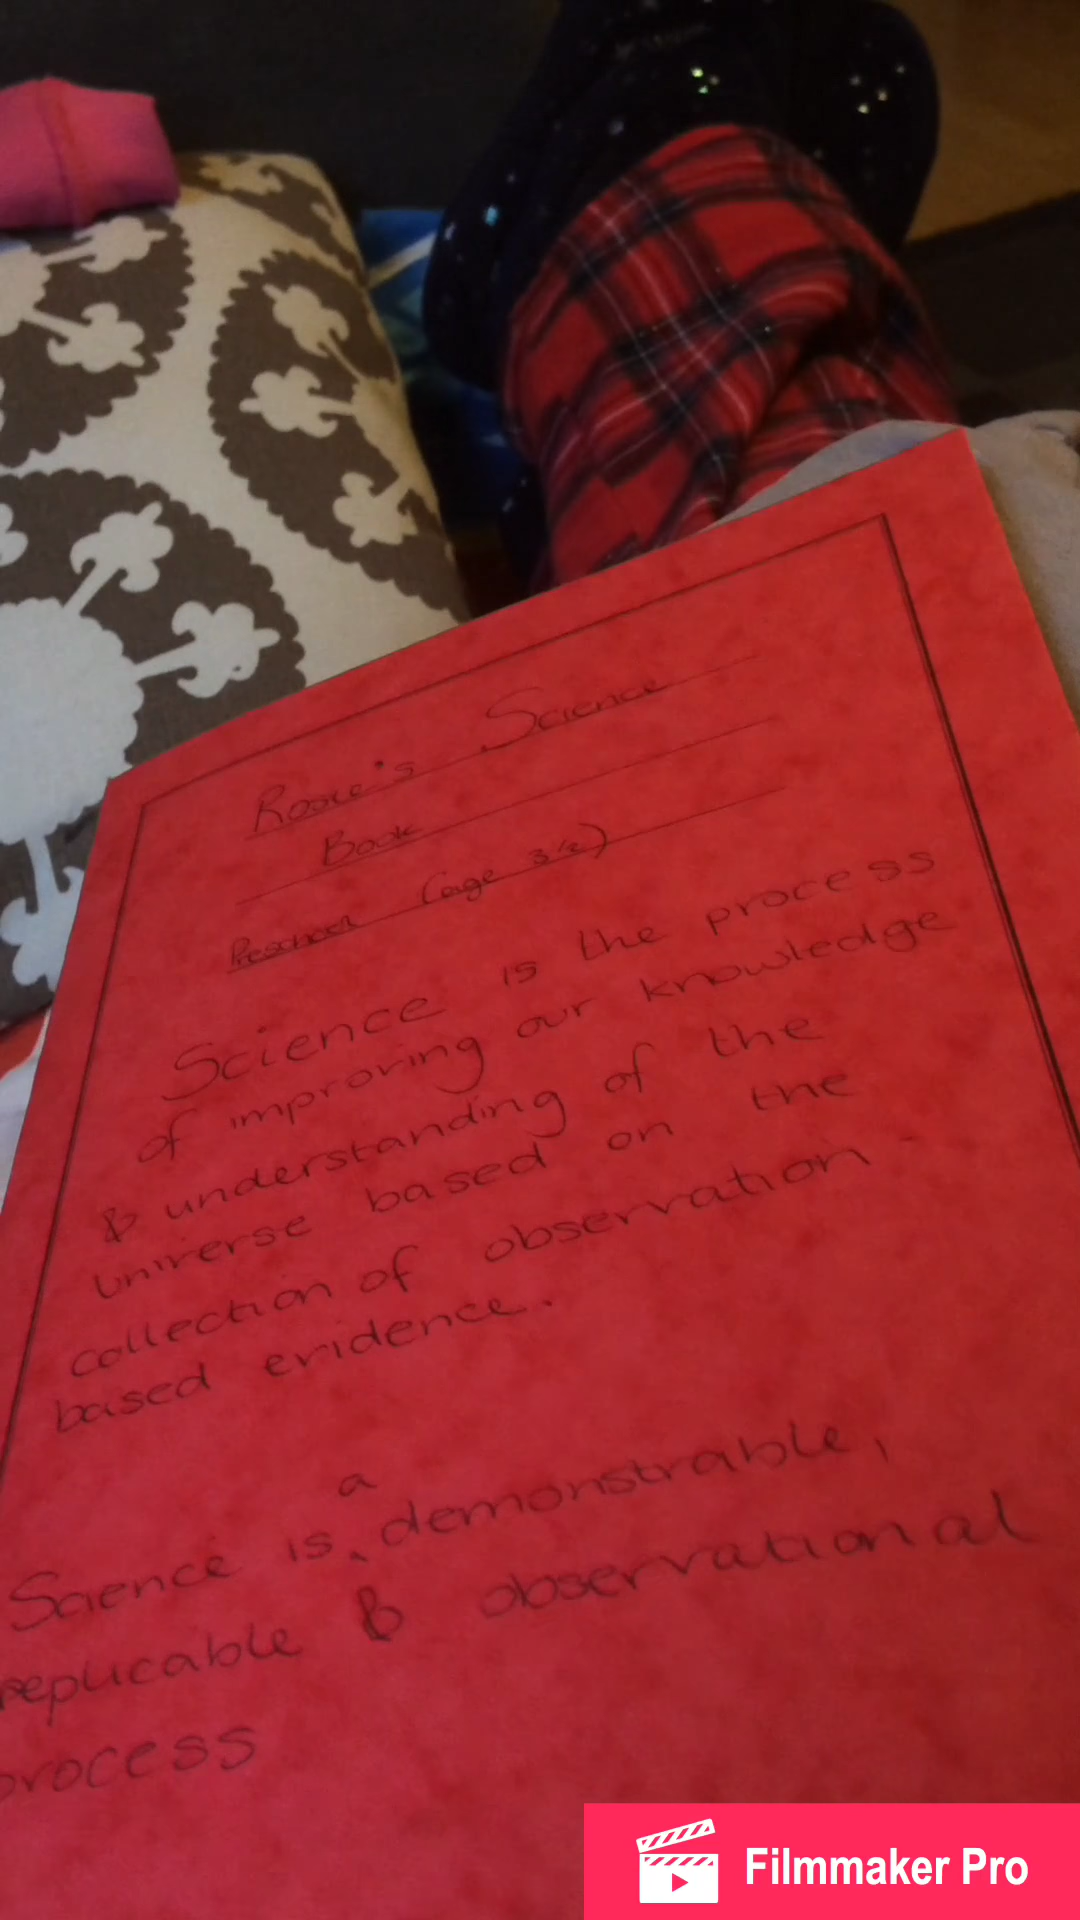 Rosie's Science
Book
Preschool (age 3½)
Science is the process
of improving our knowledge
& understanding of the
universe based on the
collection of observation -
based evidence.
a
Science is ‸ demonstrable,
replicable & observational
process
Filmmaker Pro